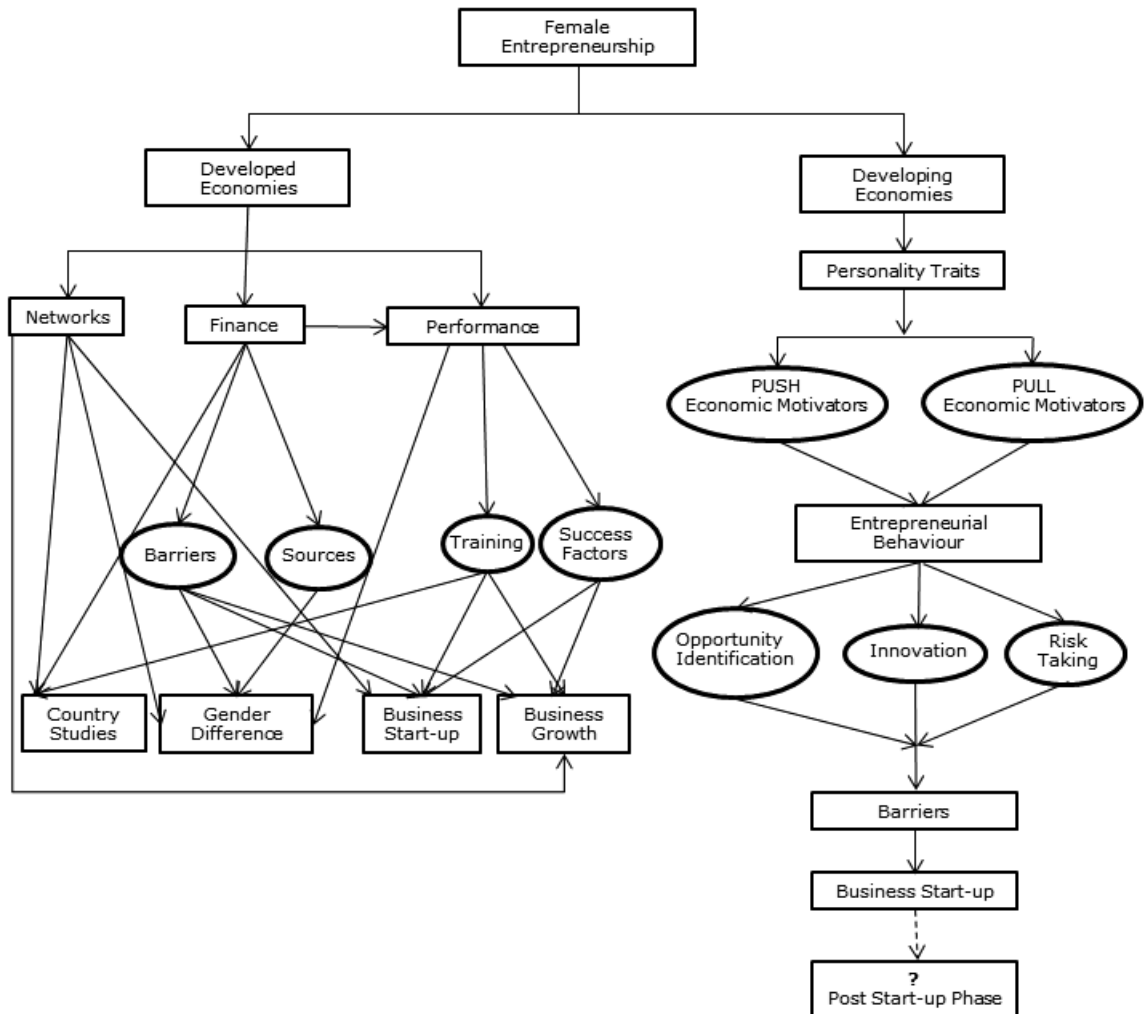 Female
Entrepreneurship
Developed
Economies
Developing
Economies
Personality Traits
Networks
Finance
Performance
PUSH
Economic Motivators
PULL
Economic Motivators
Barriers
Sources
Training
Success
Factors
Entrepreneurial
Behaviour
Opportunity
Identification
Innovation
Risk
Taking
Country
Studies
Gender
Difference
Business
Start-up
Business
Growth
Barriers
Business Start-up
?
Post Start-up Phase